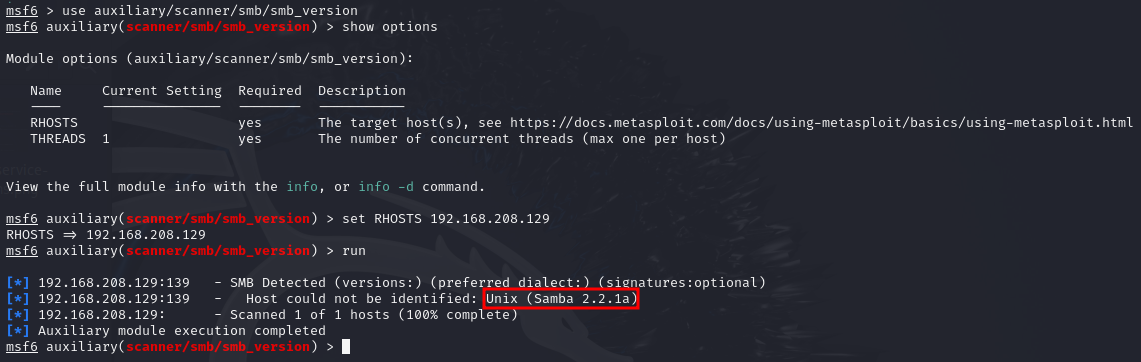 msf6 > use auxiliary/scanner/smb/smb_version
msf6 auxiliary(scanner/smb/smb_version) > show options
Module options (auxiliary/scanner/smb/smb_version):
Name Current Setting Required Description
---- --------------- -------- -----------
RHOSTS yes The target host(s), see https://docs.metasploit.com/docs/using-metasploit/basics/using-metasploit.html
THREADS 1 yes The number of concurrent threads (max one per host)
View the full module info with the info, or info -d command.
msf6 auxiliary(scanner/smb/smb_version) > set RHOSTS 192.168.208.129
RHOSTS => 192.168.208.129
msf6 auxiliary(scanner/smb/smb_version) > run
[*] 192.168.208.129:139 - SMB Detected (versions:) (preferred dialect:) (signatures:optional)
[*] 192.168.208.129:139 - Host could not be identified: Unix (Samba 2.2.1a)
[*] 192.168.208.129: - Scanned 1 of 1 hosts (100% complete)
[*] Auxiliary module execution completed
msf6 auxiliary(scanner/smb/smb_version) >